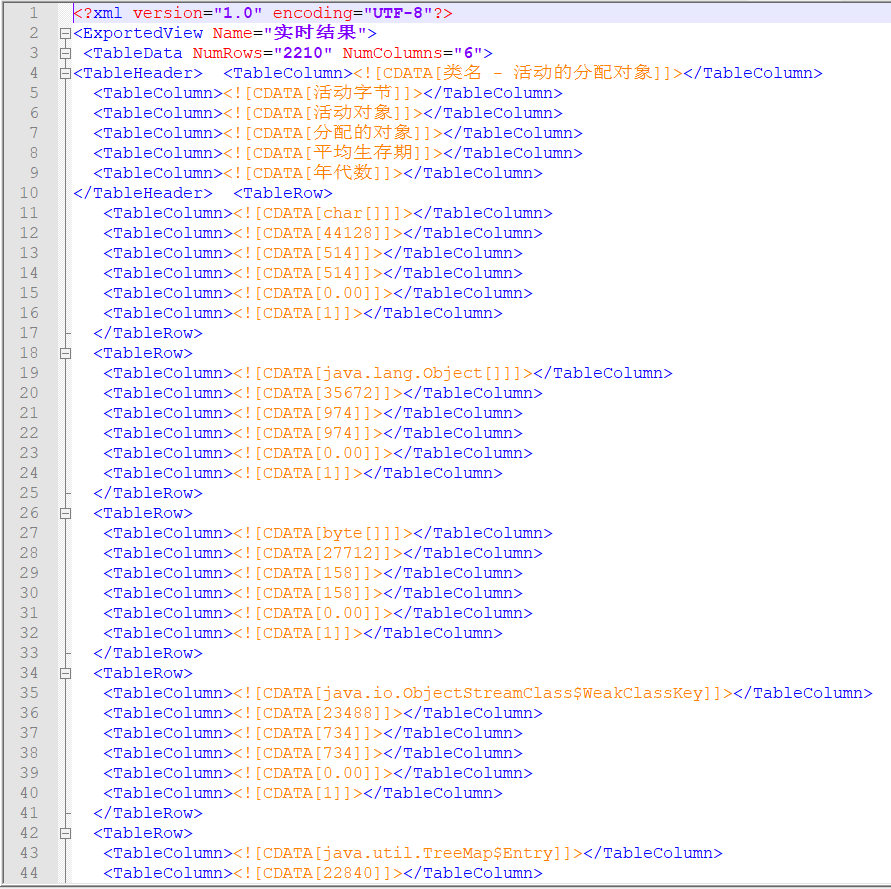 1 <?xml version="1.0" encoding="UTF-8"?>
2 <ExportedView Name="实时结果">
3 <TableData NumRows="2210" NumColumns="6">
4 <TableHeader>  <TableColumn><![CDATA[类名 - 活动的分配对象]]></TableColumn>
5 <TableColumn><![CDATA[活动字节]]></TableColumn>
6 <TableColumn><![CDATA[活动对象]]></TableColumn>
7 <TableColumn><![CDATA[分配的对象]]></TableColumn>
8 <TableColumn><![CDATA[平均生存期]]></TableColumn>
9 <TableColumn><![CDATA[年代数]]></TableColumn>
10 </TableHeader>  <TableRow>
11 <TableColumn><![CDATA[char[]]]></TableColumn>
12 <TableColumn><![CDATA[44128]]></TableColumn>
13 <TableColumn><![CDATA[514]]></TableColumn>
14 <TableColumn><![CDATA[514]]></TableColumn>
15 <TableColumn><![CDATA[0.00]]></TableColumn>
16 <TableColumn><![CDATA[1]]></TableColumn>
17 </TableRow>
18 <TableRow>
19 <TableColumn><![CDATA[java.lang.Object[]]]></TableColumn>
20 <TableColumn><![CDATA[35672]]></TableColumn>
21 <TableColumn><![CDATA[974]]></TableColumn>
22 <TableColumn><![CDATA[974]]></TableColumn>
23 <TableColumn><![CDATA[0.00]]></TableColumn>
24 <TableColumn><![CDATA[1]]></TableColumn>
25 </TableRow>
26 <TableRow>
27 <TableColumn><![CDATA[byte[]]]></TableColumn>
28 <TableColumn><![CDATA[27712]]></TableColumn>
29 <TableColumn><![CDATA[158]]></TableColumn>
30 <TableColumn><![CDATA[158]]></TableColumn>
31 <TableColumn><![CDATA[0.00]]></TableColumn>
32 <TableColumn><![CDATA[1]]></TableColumn>
33 </TableRow>
34 <TableRow>
35 <TableColumn><![CDATA[java.io.ObjectStreamClass$WeakClassKey]]></TableColumn>
36 <TableColumn><![CDATA[23488]]></TableColumn>
37 <TableColumn><![CDATA[734]]></TableColumn>
38 <TableColumn><![CDATA[734]]></TableColumn>
39 <TableColumn><![CDATA[0.00]]></TableColumn>
40 <TableColumn><![CDATA[1]]></TableColumn>
41 </TableRow>
42 <TableRow>
43 <TableColumn><![CDATA[java.util.TreeMap$Entry]]></TableColumn>
44 <TableColumn><![CDATA[22840]]></TableColumn>